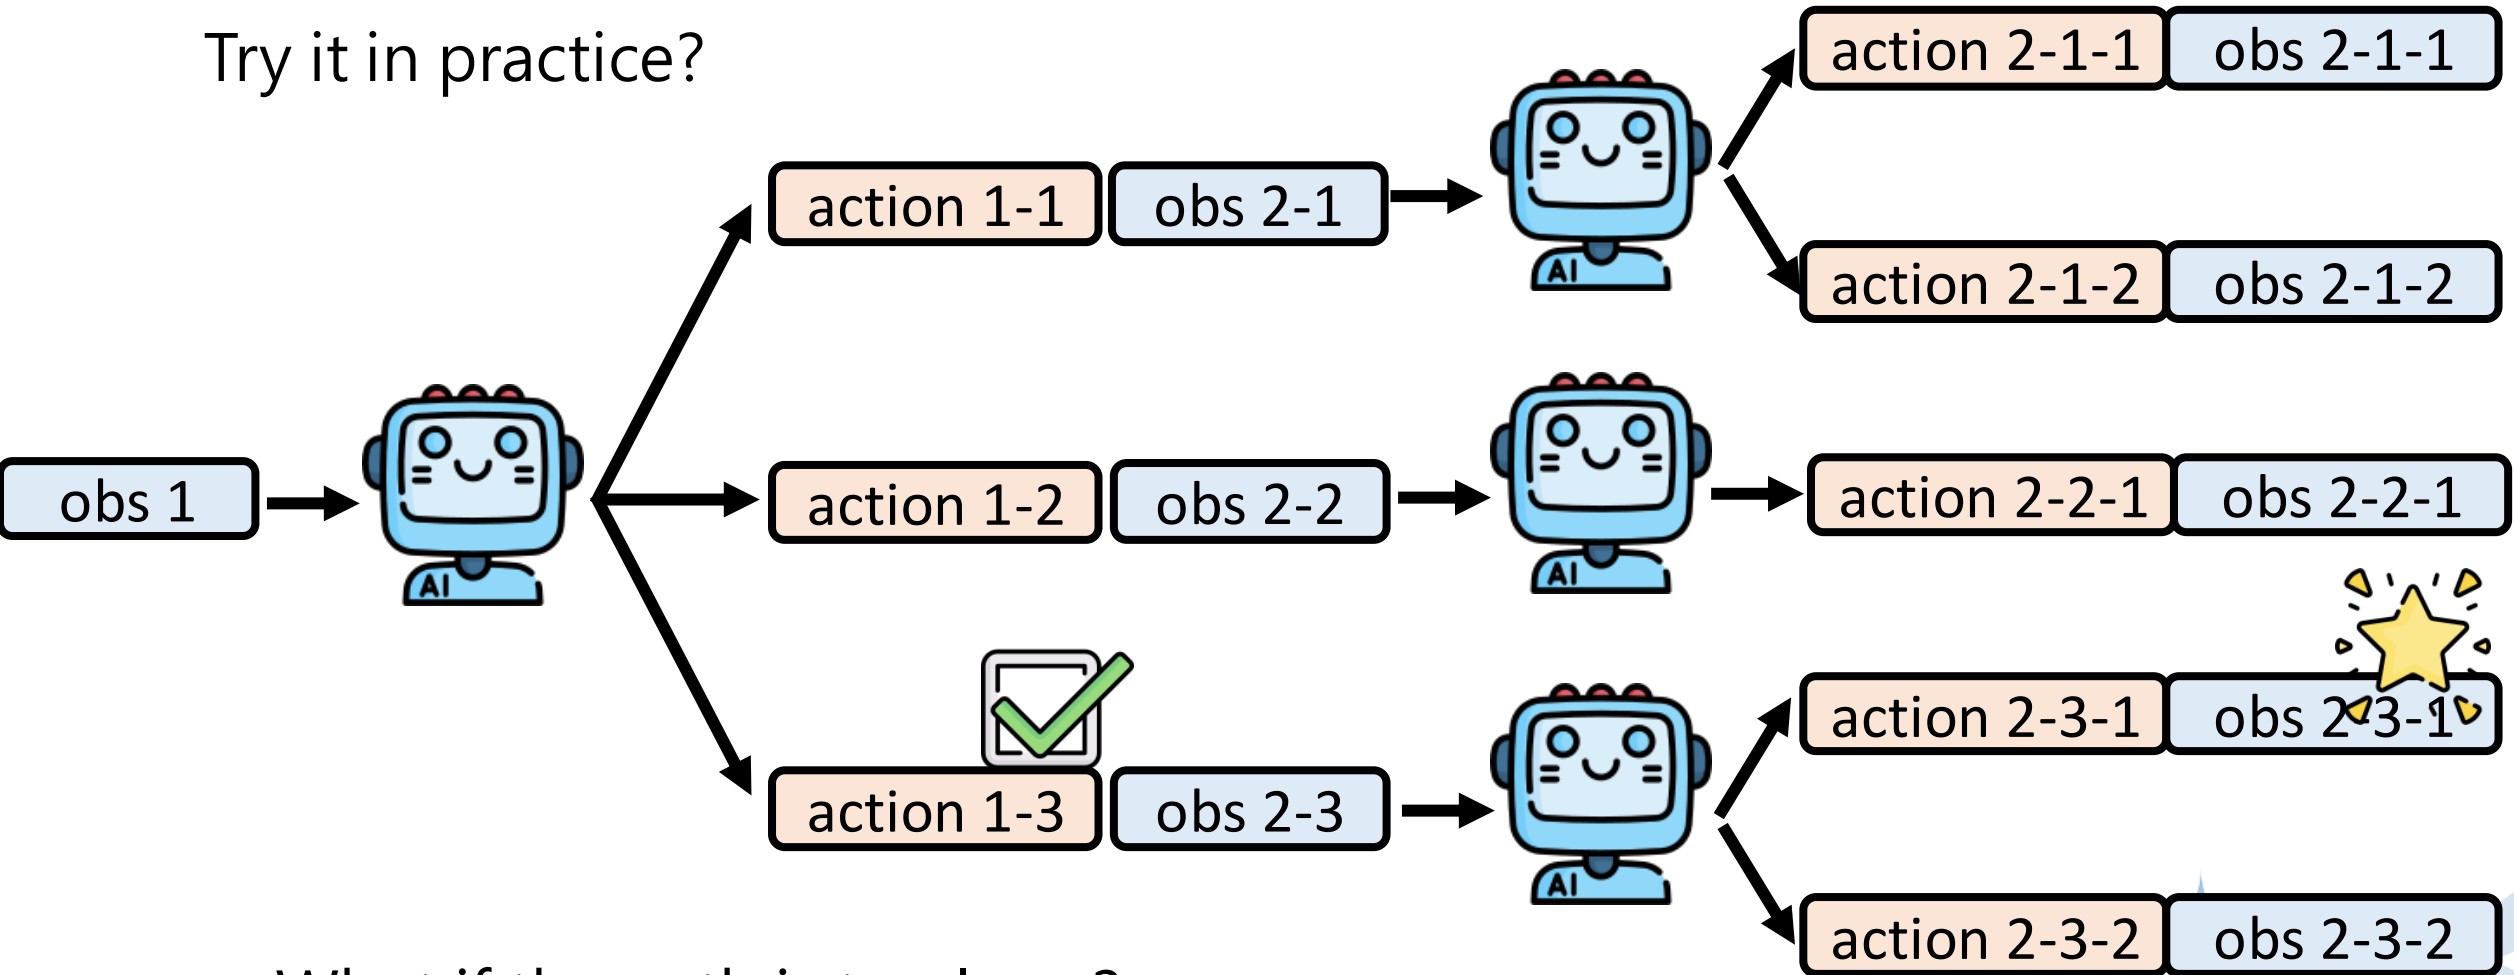 Try it in practice?
action 2-1-1 obs 2-1-1
action 1-1 obs 2-1
AI
action 2-1-2 obs 2-1-2
obs 1
AI
action 1-2 obs 2-2
AI
action 2-2-1 obs 2-2-1
action 1-3 obs 2-3
AI
action 2-3-1 obs 2-3-1
action 2-3-2 obs 2-3-2